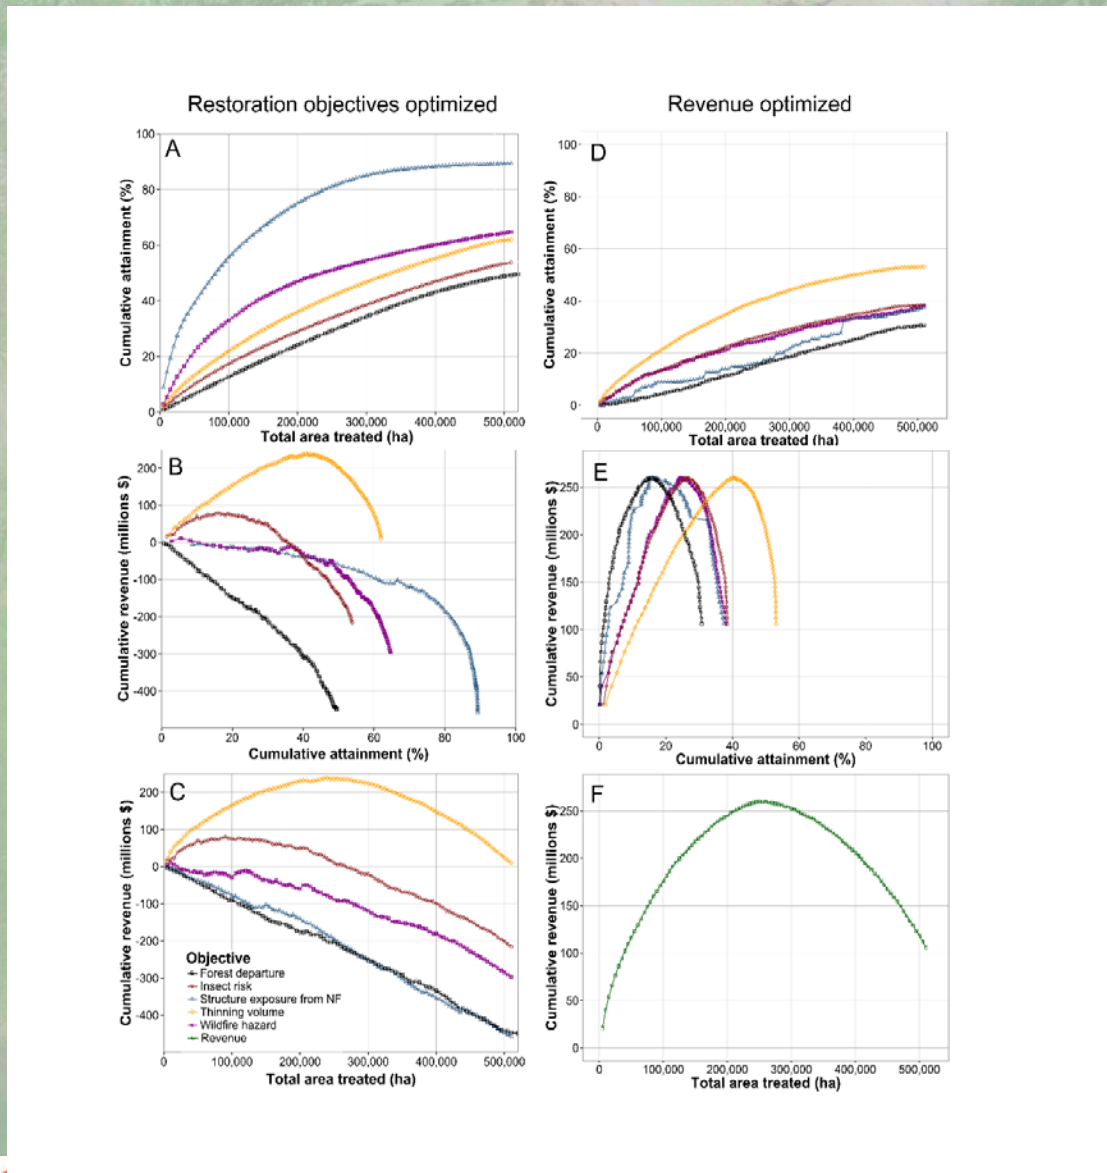 Restoration objectives optimized
Revenue optimized
A
Cumulative attainment (%)
100
80
60
40
20
0
0 100,000 200,000 300,000 400,000 500,000
Total area treated (ha)
D
Cumulative attainment (%)
100
80
60
40
20
0
0 100,000 200,000 300,000 400,000 500,000
Total area treated (ha)
B
Cumulative revenue (millions $)
200
100
0
-100
-200
-300
-400
0 20 40 60 80 100
Cumulative attainment (%)
E
Cumulative revenue (millions $)
250
200
150
100
50
0
0 20 40 60 80 100
Cumulative attainment (%)
C
Cumulative revenue (millions $)
200
100
0
-100
-200
-300
-400
Objective
Forest departure
Insect risk
Structure exposure from NF
Thinning volume
Wildfire hazard
Revenue
0 100,000 200,000 300,000 400,000 500,000
Total area treated (ha)
F
Cumulative revenue (millions $)
250
200
150
100
50
0
0 100,000 200,000 300,000 400,000 500,000
Total area treated (ha)